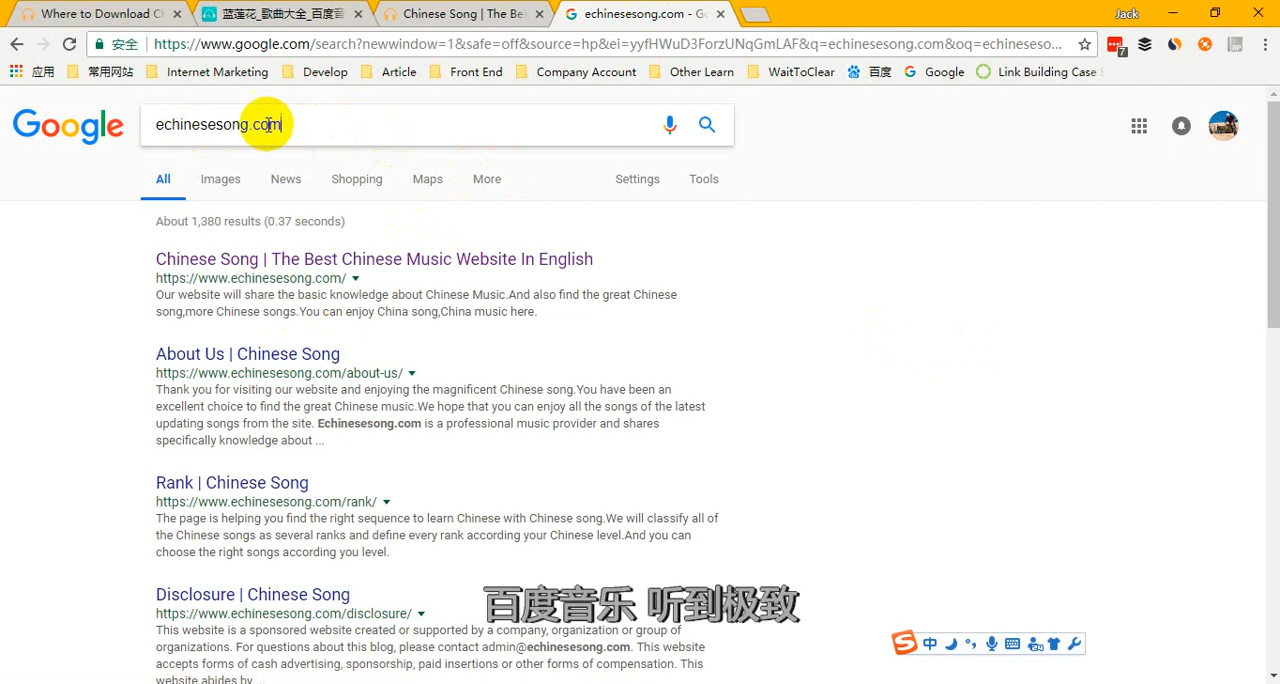 Where to Download Ch
蓝莲花_歌曲大全_百度音
Chinese Song | The Bes
echinesesong.com - Go
Jack
安全
https://www.google.com/search?newwindow=1&safe=off&source=hp&ei=yyfHWuD3ForzUNqGmLAF&q=echinesesong.com&oq=echineseso...
7
应用
常用网站
Internet Marketing
Develop
Article
Front End
Company Account
Other Learn
WaitToClear
百度
Google
Link Building Case
Google
echinesesong.com
All
Images
News
Shopping
Maps
More
Settings
Tools
About 1,380 results (0.37 seconds)
Chinese Song | The Best Chinese Music Website In English
https://www.echinesesong.com/
Our website will share the basic knowledge about Chinese Music.And also find the great Chinese
song,more Chinese songs.You can enjoy China song,China music here.
About Us | Chinese Song
https://www.echinesesong.com/about-us/
Thank you for visiting our website and enjoying the magnificent Chinese song.You have been an
excellent choice to find the great Chinese music.We hope that you can enjoy all the songs of the latest
updating songs from the site. Echinesesong.com is a professional music provider and shares
specifically knowledge about ...
Rank | Chinese Song
https://www.echinesesong.com/rank/
The page is helping you find the right sequence to learn Chinese with Chinese song.We will classify all of
the Chinese songs as several ranks and define every rank according your Chinese level.And you can
choose the right songs according you level.
Disclosure | Chinese Song
https://www.echinesesong.com/disclosure/
This website is a sponsored website created or supported by a company, organization or group of
organizations. For questions about this blog, please contact admin@echinesesong.com. This website
accepts forms of cash advertising, sponsorship, paid insertions or other forms of compensation. This
website abides by ...
百度音乐 听到极致
中